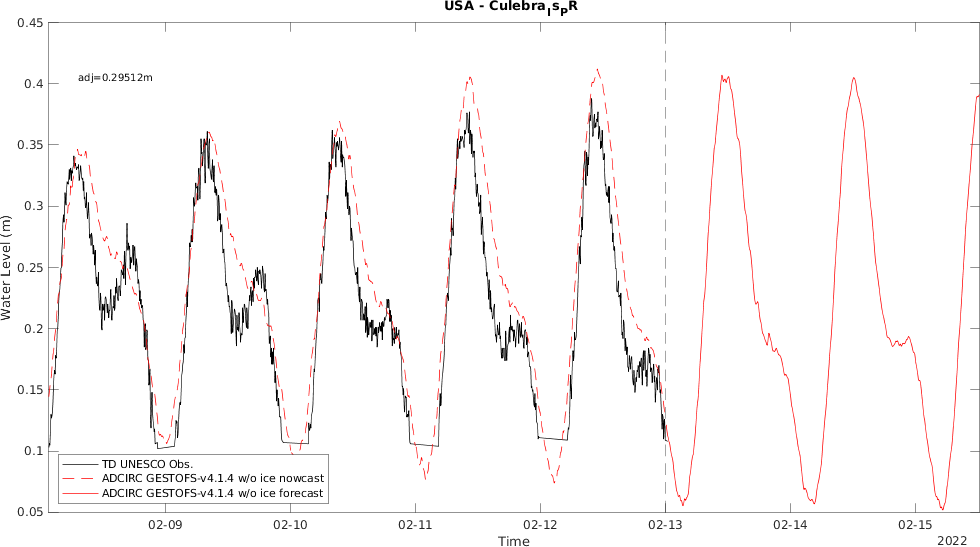 USA - CulebraIsPR
adj=0.29512m
Water Level (m)
0.45
0.4
0.35
0.3
0.25
0.2
0.15
0.1
0.05
TD UNESCO Obs.
ADCIRC GESTOFS-v4.1.4 w/o ice nowcast
ADCIRC GESTOFS-v4.1.4 w/o ice forecast
02-09 02-10 02-11 02-12 02-13 02-14 02-15
Time
2022